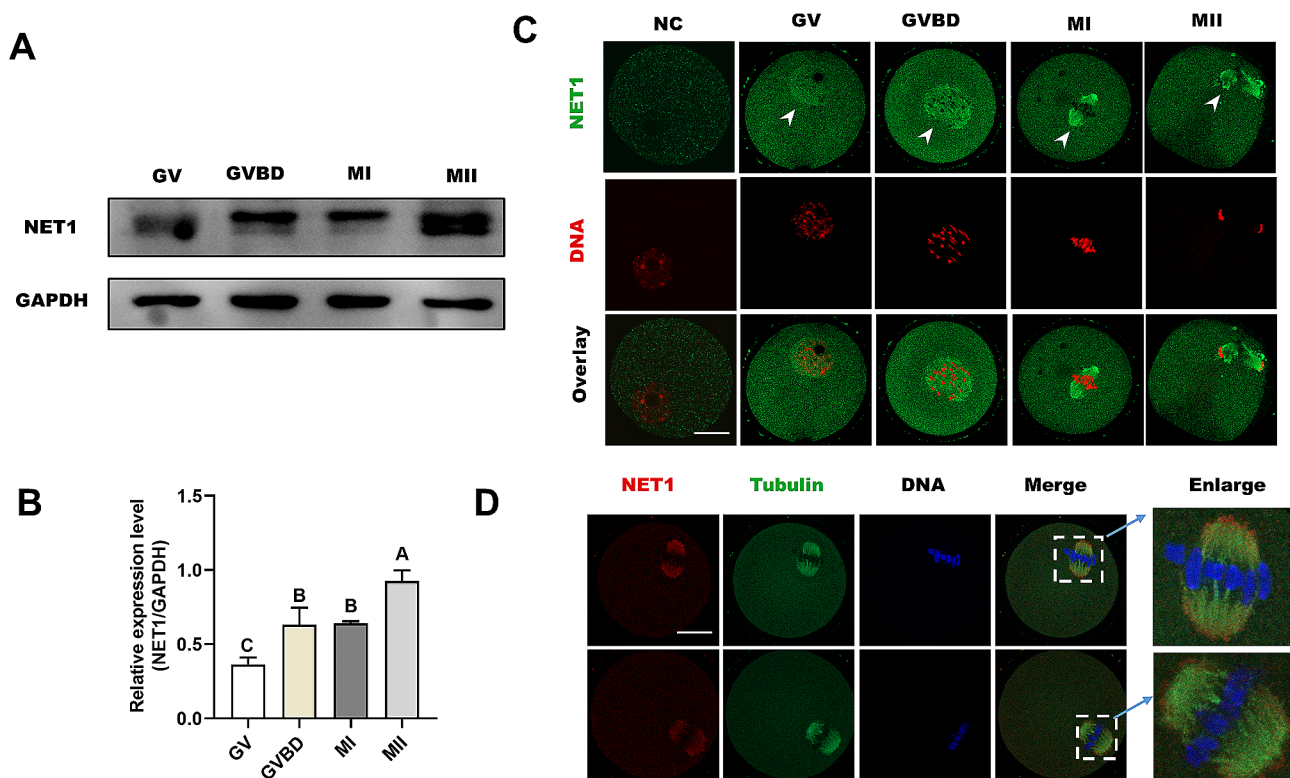 A
GV GVBD MI MII
NET1
GAPDH
B
Relative expression level
(NET1/GAPDH)
1.5
1.0
0.5
0.0
C B B A
GV GVBD MI MII
C
NC GV GVBD MI MII
NET1
DNA
Overlay
D
NET1 Tubulin DNA Merge Enlarge